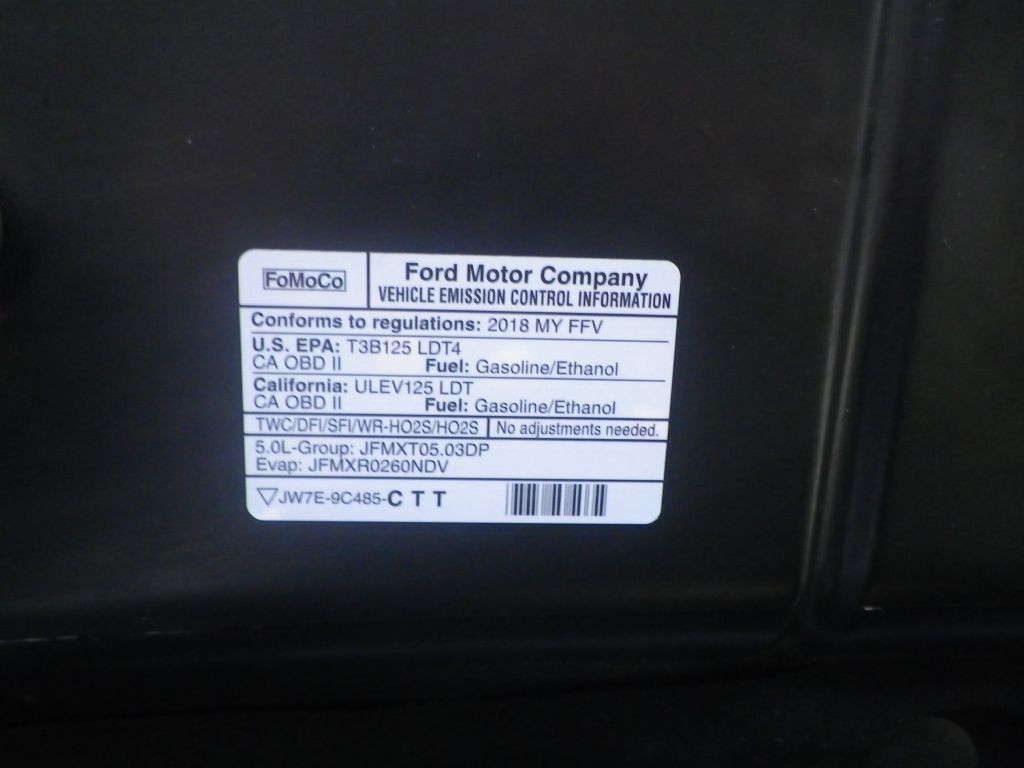 FoMoCo
Ford Motor Company
VEHICLE EMISSION CONTROL INFORMATION
Conforms to regulations: 2018 MY FFV
U.S. EPA: T3B125 LDT4
CA OBD II Fuel: Gasoline/Ethanol
California: ULEV125 LDT
CA OBD II Fuel: Gasoline/Ethanol
TWC/DFI/SFI/WR-HO2S/HO2S No adjustments needed.
5.0L-Group: JFMXT05.03DP
Evap: JFMXR0260NDV
JW7E-9C485-C T T